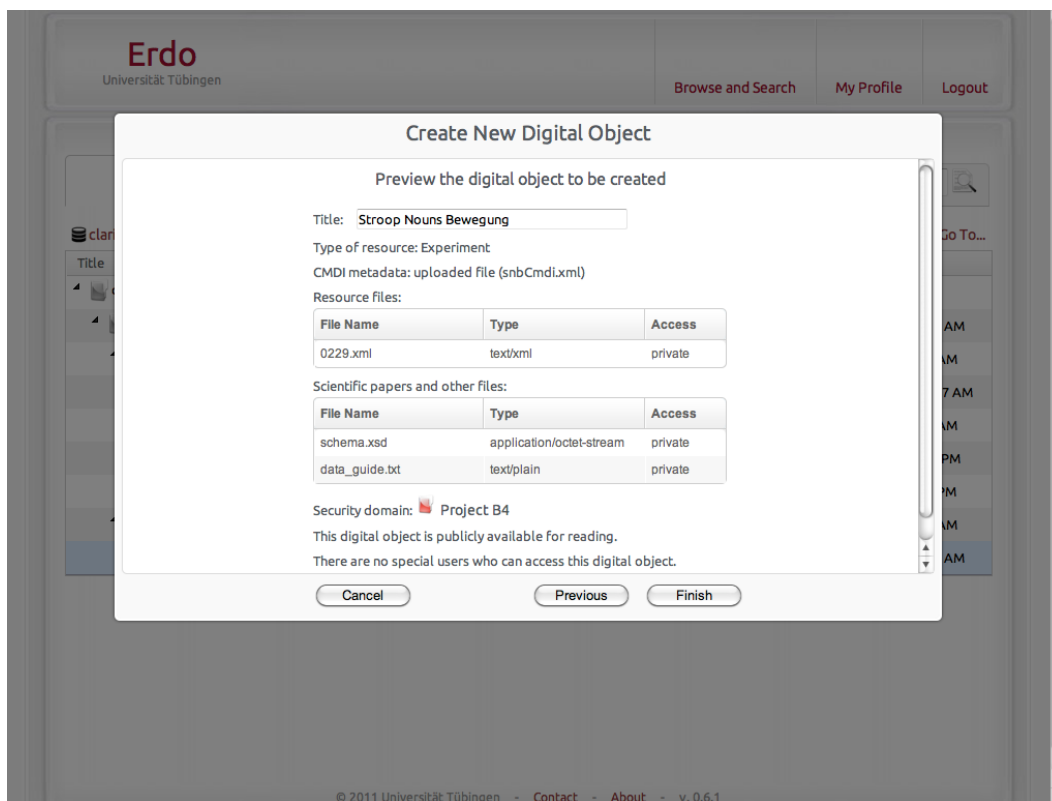 Erdo
Universität Tübingen
Browse and Search My Profile Logout
Create New Digital Object
Preview the digital object to be created
Title: Stroop Nouns Bewegung
Go To...
Type of resource: Experiment
Title
CMDI metadata: uploaded file (snbCmdi.xml)
Resource files:
File Name Type Access
AM
0229.xml text/xml private
AM
Scientific papers and other files:
7 AM
File Name Type Access
AM
schema.xsd application/octet-stream private
PM
data_guide.txt text/plain private
PM
Security domain: Project B4
AM
This digital object is publicly available for reading.
There are no special users who can access this digital object.
AM
Cancel Previous Finish
© 2011 Universität Tübingen - Contact - About - v. 0.6.1